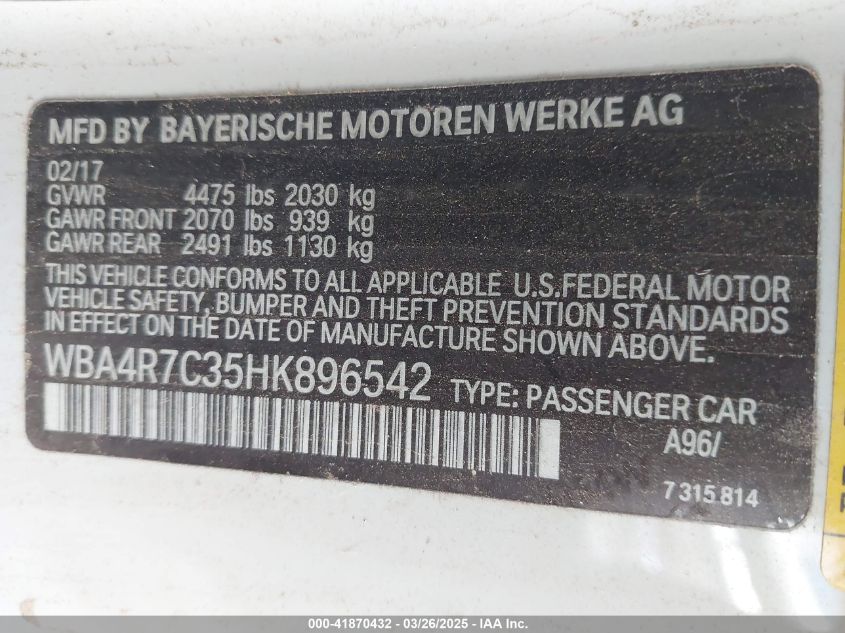 MFD BY BAYERISCHE MOTOREN WERKE AG
02/17
GVWR 4475 lbs 2030 kg
GAWR FRONT 2070 lbs 939 kg
GAWR REAR 2491 lbs 1130 kg
THIS VEHICLE CONFORMS TO ALL APPLICABLE U.S.FEDERAL MOTOR
VEHICLE SAFETY, BUMPER AND THEFT PREVENTION STANDARDS
IN EFFECT ON THE DATE OF MANUFACTURE SHOWN ABOVE.
WBA4R7C35HK896542 TYPE: PASSENGER CAR
A96/
7 315 814
000-41870432 - 03/26/2025 - IAA Inc.